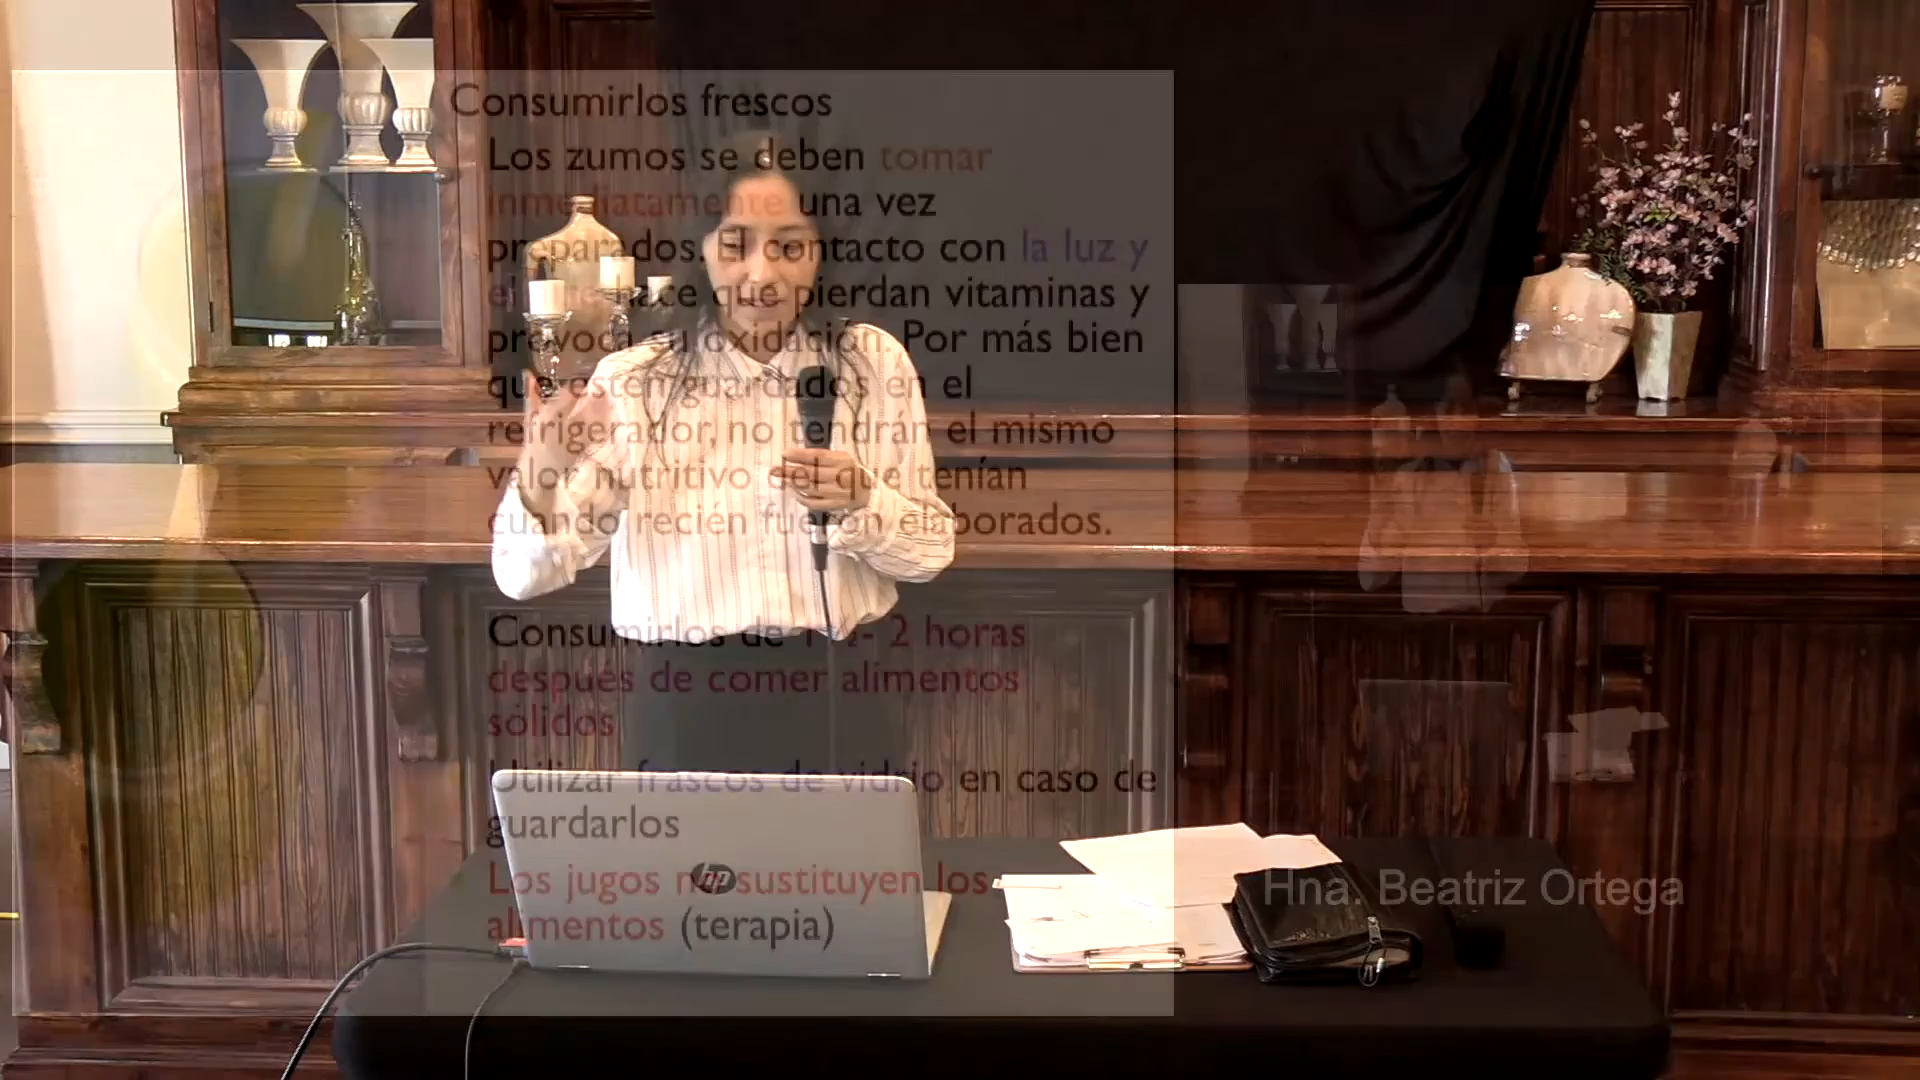 Consumirlos frescos
Los zumos se deben tomar
inmediatamente una vez
preparados. El contacto con la luz y
el aire hace que pierdan vitaminas y
provoca su oxidación. Por más bien
que estén guardados en el
refrigerador, no tendrán el mismo
valor nutritivo del que tenían
cuando recién fueron elaborados.
Consumirlos de 1 ½- 2 horas
después de comer alimentos
sólidos
Utilizar frascos de vidrio en caso de
guardarlos
Los jugos no sustituyen los
alimentos (terapia)
hp
Hna. Beatriz Ortega